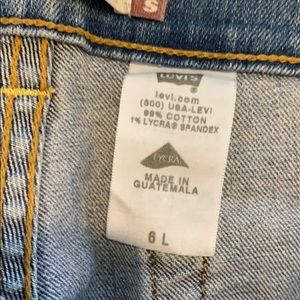 S
LEVI'S
levi.com
(800) USA-LEVI
99% COTTON
1% LYCRA® SPANDEX
LYCRA
MADE IN
GUATEMALA
6 L